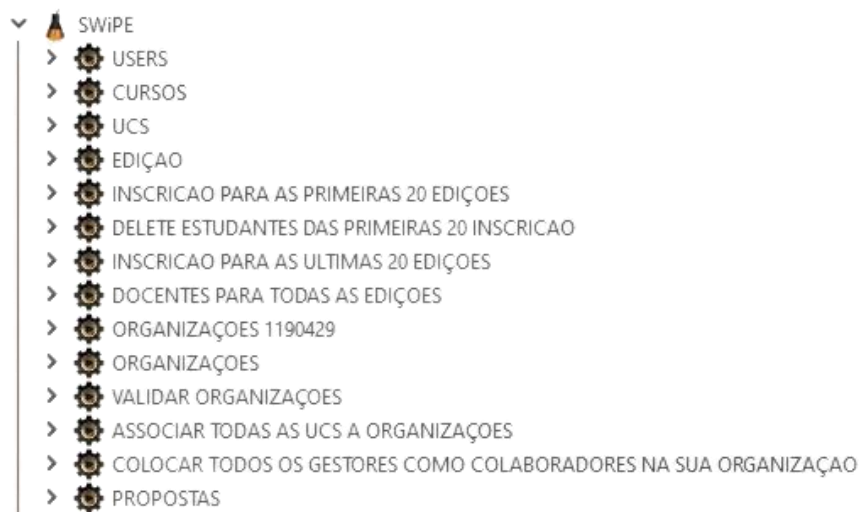 SWiPE
USERS
CURSOS
UCS
EDIÇAO
INSCRICAO PARA AS PRIMEIRAS 20 EDIÇOES
DELETE ESTUDANTES DAS PRIMEIRAS 20 INSCRICAO
INSCRICAO PARA AS ULTIMAS 20 EDIÇOES
DOCENTES PARA TODAS AS EDIÇOES
ORGANIZAÇOES 1190429
ORGANIZAÇOES
VALIDAR ORGANIZAÇOES
ASSOCIAR TODAS AS UCS A ORGANIZAÇOES
COLOCAR TODOS OS GESTORES COMO COLABORADORES NA SUA ORGANIZAÇAO
PROPOSTAS